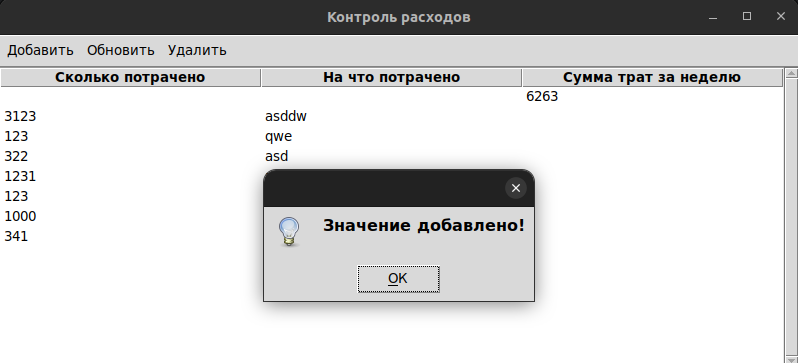 Контроль расходов
Добавить Обновить Удалить
Сколько потрачено На что потрачено Сумма трат за неделю
6263
3123 asddw
123 qwe
322 asd
1231
123
1000
341
Значение добавлено!
OK